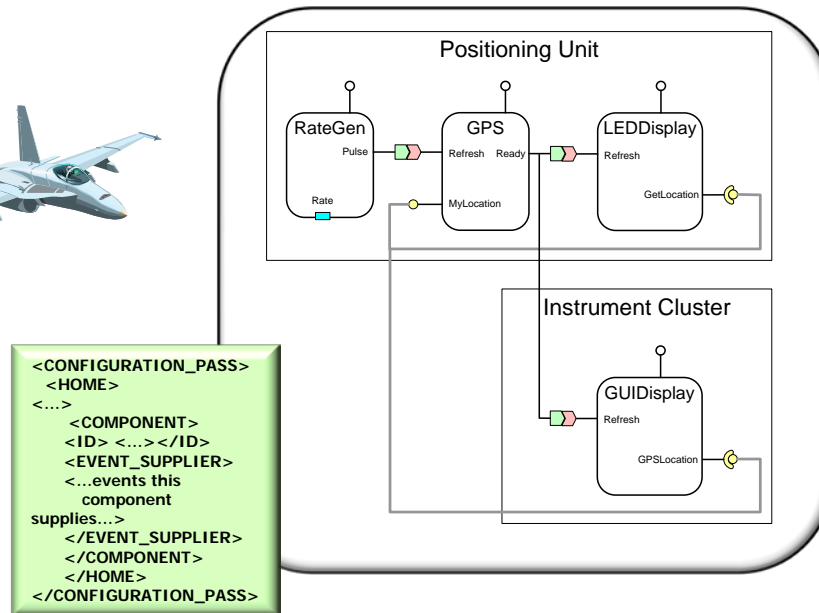 Positioning Unit
RateGen
Pulse
Rate
GPS
Refresh
Ready
MyLocation
LEDDisplay
Refresh
GetLocation
Instrument Cluster
GUIDisplay
Refresh
GPSLocation
<CONFIGURATION_PASS>
<HOME>
<...>
<COMPONENT>
<ID> <...></ID>
<EVENT_SUPPLIER>
<...events this
component
supplies...>
</EVENT_SUPPLIER>
</COMPONENT>
</HOME>
</CONFIGURATION_PASS>